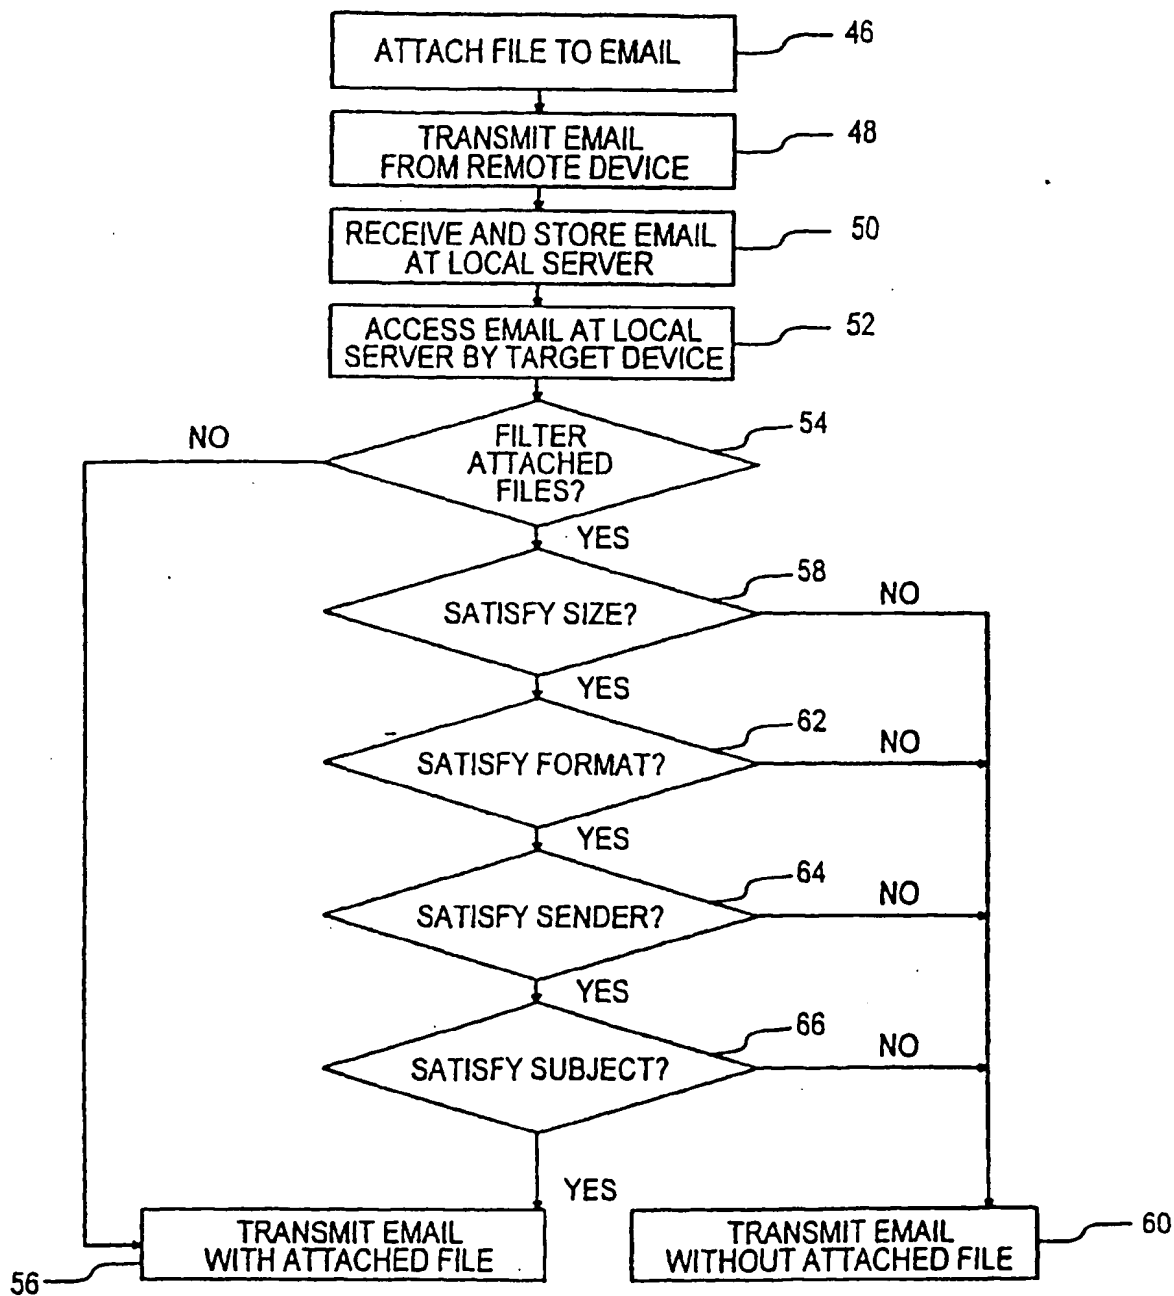 ATTACH FILE TO EMAIL
46
TRANSMIT EMAIL
FROM REMOTE DEVICE
48
RECEIVE AND STORE EMAIL
AT LOCAL SERVER
50
ACCESS EMAIL AT LOCAL
SERVER BY TARGET DEVICE
52
FILTER
ATTACHED
FILES?
54
NO
YES
SATISFY SIZE?
58
NO
YES
SATISFY FORMAT?
62
NO
YES
SATISFY SENDER?
64
NO
YES
SATISFY SUBJECT?
66
NO
YES
TRANSMIT EMAIL
WITH ATTACHED FILE
56
TRANSMIT EMAIL
WITHOUT ATTACHED FILE
60